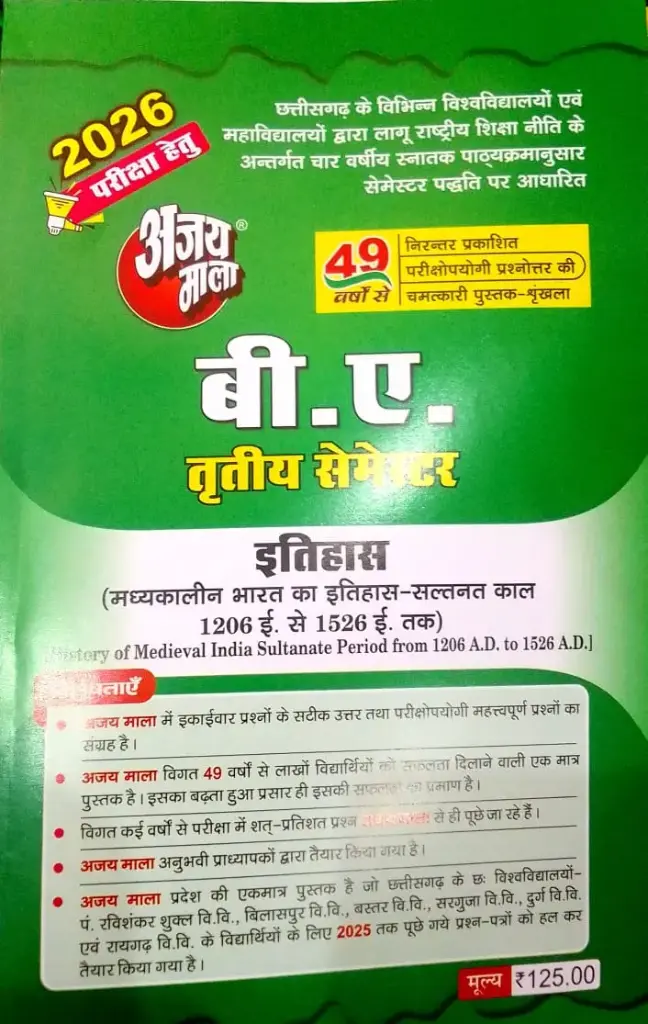 2026
परीक्षा हेतु
छत्तीसगढ़ के विभिन्न विश्वविद्यालयों एवं
महाविद्यालयों द्वारा लागू राष्ट्रीय शिक्षा नीति के
अन्तर्गत चार वर्षीय स्नातक पाठ्यक्रमानुसार
सेमेस्टर पद्धति पर आधारित
अजय ®
माला
49
वर्षों से
निरन्तर प्रकाशित
परीक्षोपयोगी प्रश्नोत्तर की
चमत्कारी पुस्तक-श्रृंखला
बी.ए.
तृतीय सेमेस्टर
इतिहास
(मध्यकालीन भारत का इतिहास-सल्तनत काल
1206 ई. से 1526 ई. तक)
of Medieval India Sultanate Period from 1206 A.D. to 1526 A.D.]
अजय माला में इकाईवार प्रश्नों के सटीक उत्तर तथा परीक्षोपयोगी महत्त्वपूर्ण प्रश्नों का
संग्रह है।
अजय माला विगत 49 वर्षों से लाखों विद्यार्थियों को सफलता दिलाने वाली एक मात्र
पुस्तक है। इसका बढ़ता हुआ प्रसार ही इसकी सफलता का प्रमाण है।
विगत कई वर्षों से परीक्षा में शत्-प्रतिशत प्रश्न से ही पूछे जा रहे हैं।
अजय माला अनुभवी प्राध्यापकों द्वारा तैयार किया गया है।
अजय माला प्रदेश की एकमात्र पुस्तक है जो छत्तीसगढ़ के छः विश्वविद्यालयों-
पं. रविशंकर शुक्ल वि.वि., बिलासपुर वि.वि., बस्तर वि.वि., सरगुजा वि.वि., दुर्ग वि.वि.
एवं रायगढ़ वि.वि. के विद्यार्थियों के लिए 2025 तक पूछे गये प्रश्न-पत्रों को हल कर
तैयार किया गया है।
मूल्य ₹125.00